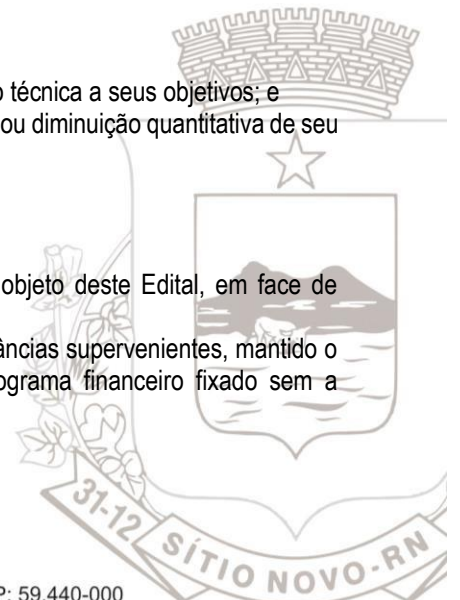 o técnica a seus objetivos; e
ou diminuição quantitativa de seu
objeto deste Edital, em face de
âncias supervenientes, mantido o
ograma financeiro fixado sem a
31-12
SÍTIO NOVO-RN
P: 59.440-000